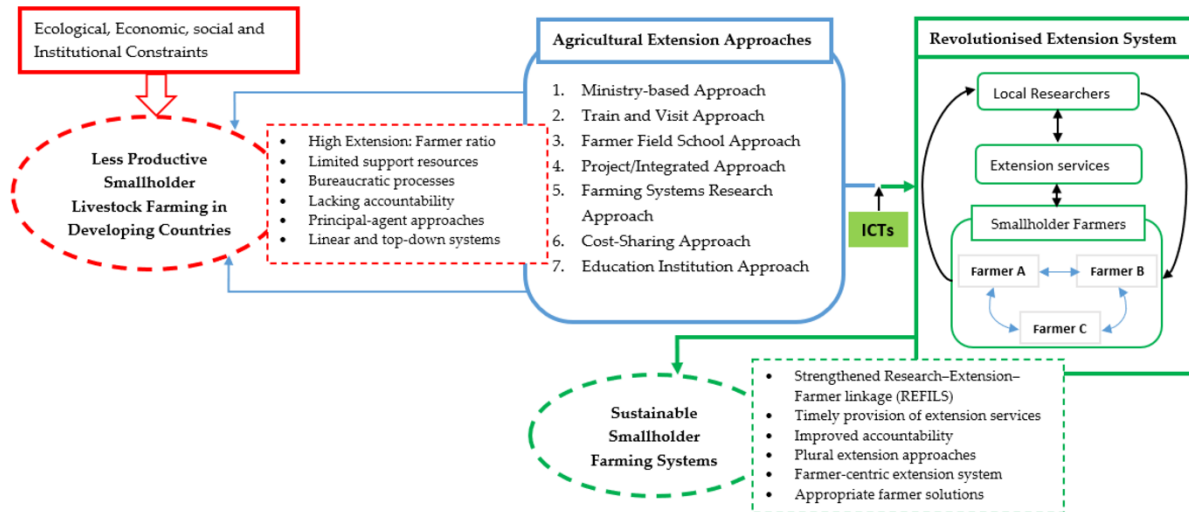 Ecological, Economic, social and
Institutional Constraints
Less Productive
Smallholder
Livestock Farming in
Developing Countries
• High Extension: Farmer ratio
• Limited support resources
• Bureaucratic processes
• Lacking accountability
• Principal-agent approaches
• Linear and top-down systems
Agricultural Extension Approaches
1. Ministry-based Approach
2. Train and Visit Approach
3. Farmer Field School Approach
4. Project/Integrated Approach
5. Farming Systems Research
Approach
6. Cost-Sharing Approach
7. Education Institution Approach
ICTs
Revolutionised Extension System
Local Researchers
Extension services
Smallholder Farmers
Farmer A
Farmer B
Farmer C
Sustainable
Smallholder
Farming Systems
• Strengthened Research–Extension–
Farmer linkage (REFILS)
• Timely provision of extension services
• Improved accountability
• Plural extension approaches
• Farmer-centric extension system
• Appropriate farmer solutions